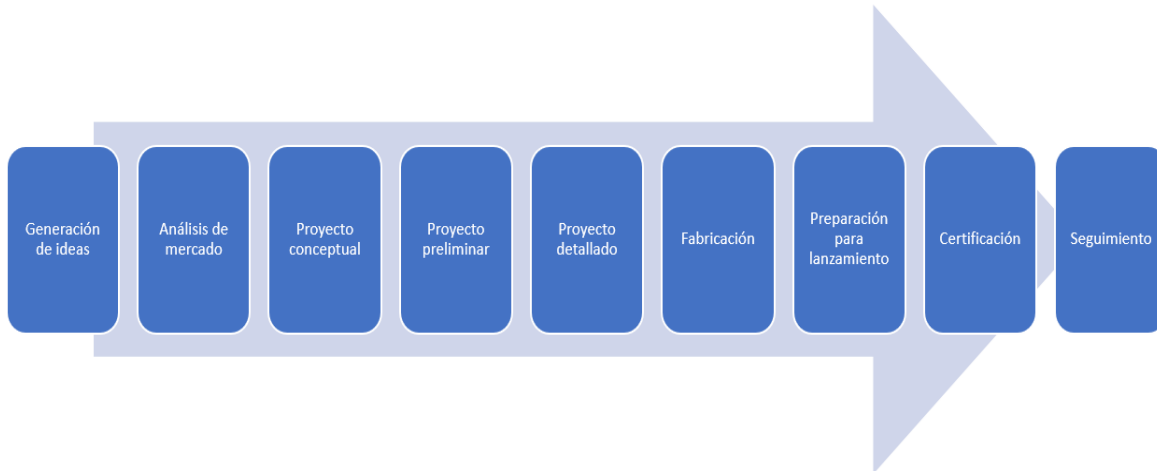 Generación
de ideas
Análisis de
mercado
Proyecto
conceptual
Proyecto
preliminar
Proyecto
detallado
Fabricación
Preparación
para
lanzamiento
Certificación
Seguimiento